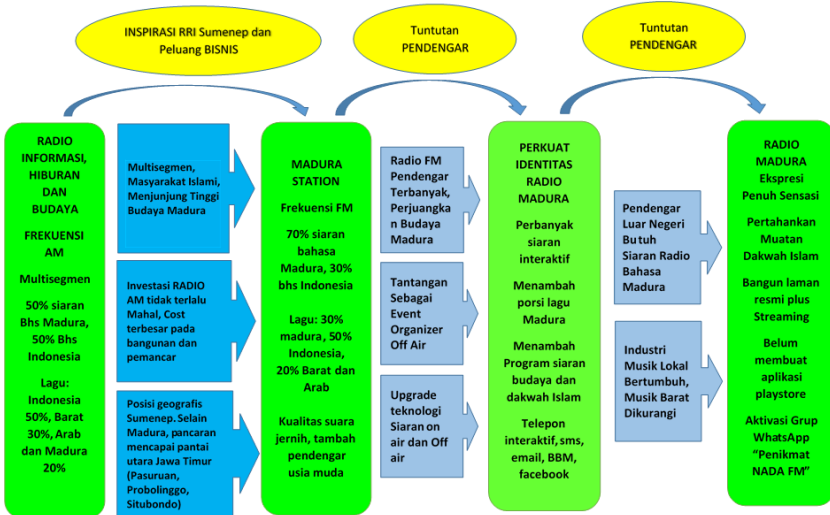 INSPIRASI RRI Sumenep dan
Peluang BISNIS
Tuntutan
PENDENGAR
Tuntutan
PENDENGAR
RADIO
INFORMASI,
HIBURAN
DAN
BUDAYA
FREKUENSI
AM
Multisegmen
50% siaran
Bhs Madura,
50% Bhs
Indonesia
Lagu:
Indonesia
50%, Barat
30%, Arab
dan Madura
20%
Multisegmen,
Masyarakat Islami,
Menjunjung Tinggi
Budaya Madura
Investasi RADIO
AM tidak terlalu
Mahal, Cost
terbesar pada
bangunan dan
pemancar
Posisi geografis
Sumenep. Selain
Madura, pancaran
mencapai pantai
utara Jawa Timur
(Pasuruan,
Probolinggo,
Situbondo)
MADURA
STATION
Frekuensi FM
70% siaran
bahasa
Madura, 30%
bhs Indonesia
Lagu: 30%
madura, 50%
Indonesia,
20% Barat dan
Arab
Kualitas suara
jernih, tambah
pendengar
usia muda
Radio FM
Pendengar
Terbanyak,
Perjuangka
n Budaya
Madura
Tantangan
Sebagai
Event
Organizer
Off Air
Upgrade
teknologi
Siaran on
air dan Off
air
PERKUAT
IDENTITAS
RADIO
MADURA
Perbanyak
siaran
interaktif
Menambah
porsi lagu
Madura
Menambah
Program siaran
budaya dan
dakwah Islam
Telepon
interaktif, sms,
email, BBM,
facebook
Pendengar
Luar Negeri
Butuh
Siaran Radio
Bahasa
Madura
Industri
Musik Lokal
Bertumbuh,
Musik Barat
Dikurangi
RADIO
MADURA
Ekspresi
Penuh Sensasi
Pertahankan
Muatan
Dakwah Islam
Bangun laman
resmi plus
Streaming
Belum
membuat
aplikasi
playstore
Aktivasi Grup
WhatsApp
“Penikmat
NADA FM”